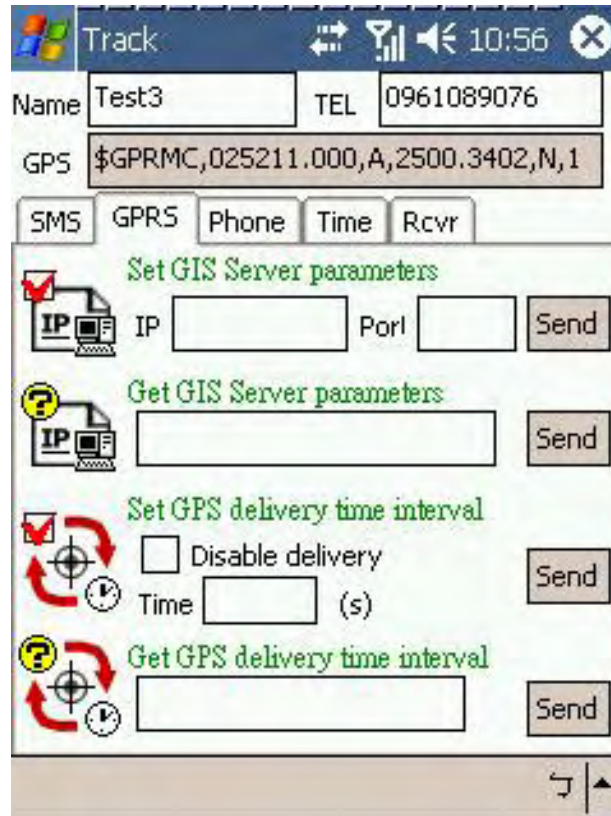 Track 10:56
Name Test3 TEL 0961089076
GPS $GPRMC,025211.000,A,2500.3402,N,1
SMS GPRS Phone Time Rcvr
Set GIS Server parameters
IP IP Porl Send
Get GIS Server parameters
IP Send
Set GPS delivery time interval
Disable delivery
Time (s) Send
Get GPS delivery time interval
Send
ㄅ